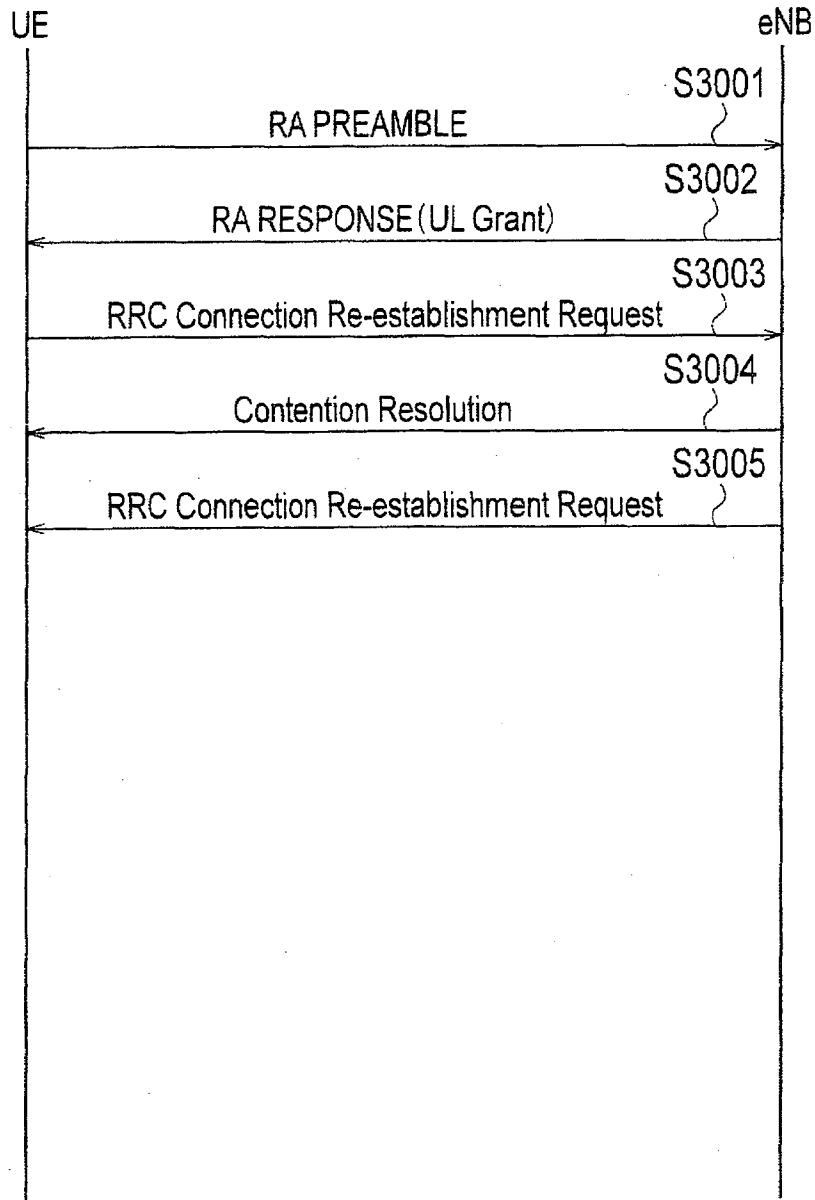 UE eNB
S3001
RA PREAMBLE
S3002
RA RESPONSE (UL Grant)
S3003
RRC Connection Re-establishment Request
S3004
Contention Resolution
S3005
RRC Connection Re-establishment Request